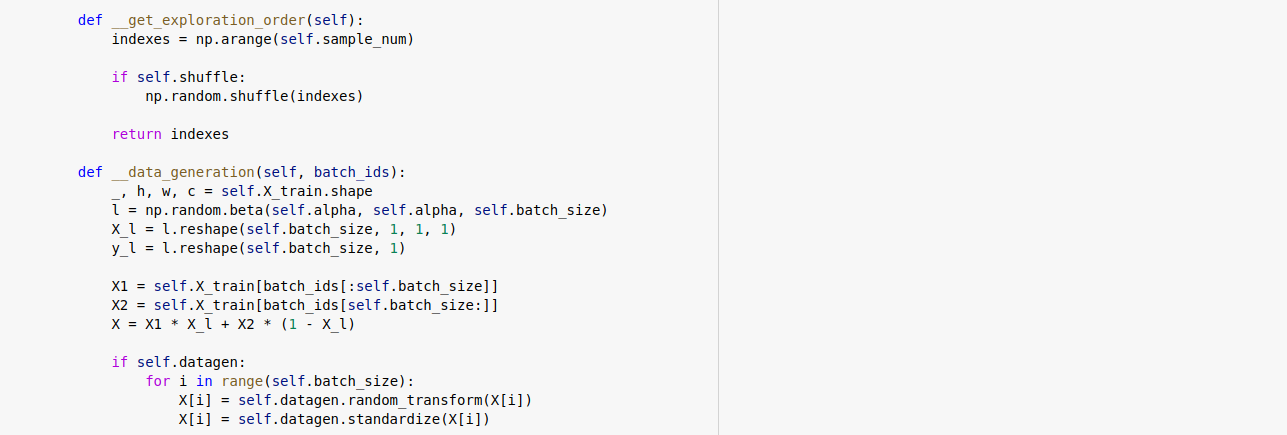 def __get_exploration_order(self):
indexes = np.arange(self.sample_num)
if self.shuffle:
np.random.shuffle(indexes)
return indexes
def __data_generation(self, batch_ids):
_, h, w, c = self.X_train.shape
l = np.random.beta(self.alpha, self.alpha, self.batch_size)
X_l = l.reshape(self.batch_size, 1, 1, 1)
y_l = l.reshape(self.batch_size, 1)
X1 = self.X_train[batch_ids[:self.batch_size]]
X2 = self.X_train[batch_ids[self.batch_size:]]
X = X1 * X_l + X2 * (1 - X_l)
if self.datagen:
for i in range(self.batch_size):
X[i] = self.datagen.random_transform(X[i])
X[i] = self.datagen.standardize(X[i])